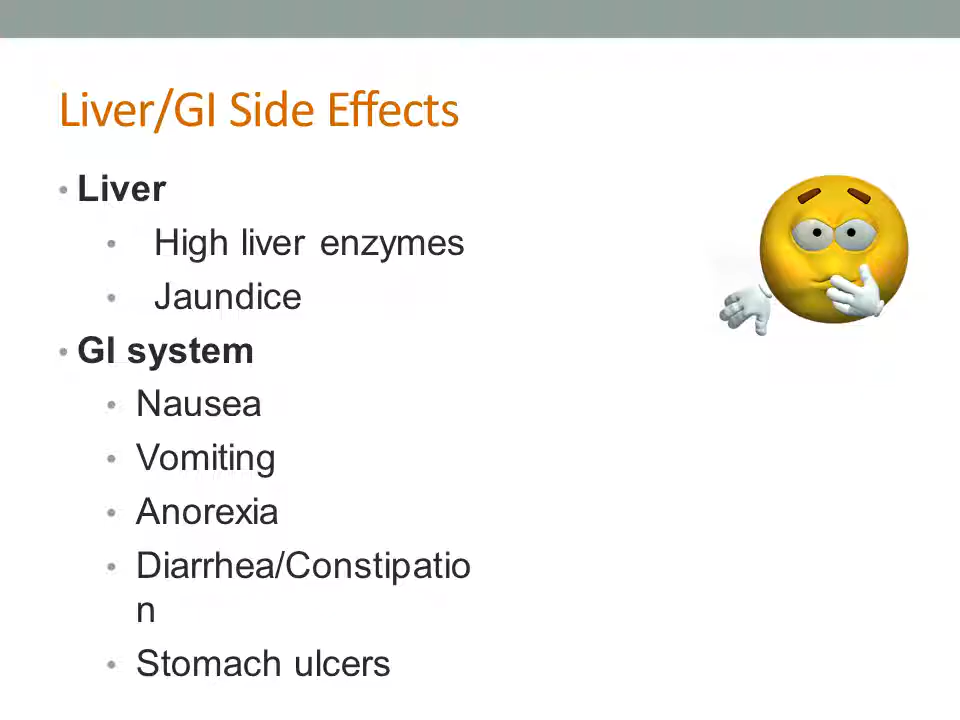 Liver/GI Side Effects
• Liver
• High liver enzymes
• Jaundice
• GI system
• Nausea
• Vomiting
• Anorexia
• Diarrhea/Constipatio
n
• Stomach ulcers